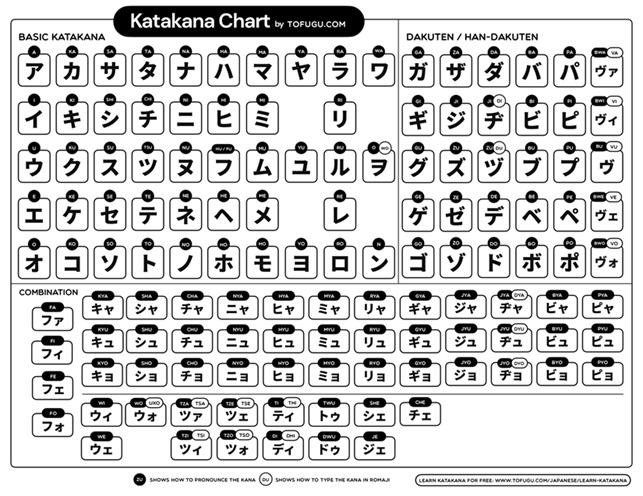 Katakana Chart by TOFUGU.COM
BASIC KATAKANA
DAKUTEN / HAN-DAKUTEN
A KA SA TA NA HA MA YA RA WA GA ZA DA BA PA BWA VA
ア カ サ タ ナ ハ マ ヤ ラ ワ ガ ザ ダ バ パ ヴァ
I KI SHI CHI NI HI MI RI GI JI JI DI BI PI BWI VI
イ キ シ チ ニ ヒ ミ リ ギ ジ ヂ ビ ピ ヴィ
U KU SU TSU NU HU / FU MU YU RU O WO GU ZU ZU DU BU PU BU VU
ウ ク ス ツ ヌ フ ム ユ ル ヲ グ ズ ヅ ブ プ ヴ
E KE SE TE NE HE ME RE GE ZE DE BE PE BWE VE
エ ケ セ テ ネ ヘ メ レ ゲ ゼ デ ベ ペ ヴェ
O KO SO TO NO HO MO YO RO N GO ZO DO BO PO BWO VO
オ コ ソ ト ノ ホ モ ヨ ロ ン ゴ ゾ ド ボ ポ ヴォ
COMBINATION
FA
ファ
FI
フィ
FE
フェ
FO
フォ
KYA SHA CHA NYA HYA MYA RYA GYA JYA JYA DYA BYA PYA
キャ シャ チャ ニャ ヒャ ミャ リャ ギャ ジャ ヂャ ビャ ピャ
KYU SHU CHU NYU HYU MYU RYU GYU JYU JYU DYU BYU PYU
キュ シュ チュ ニュ ヒュ ミュ リュ ギュ ジュ ヂュ ビュ ピュ
KYO SHO CHO NYO HYO MYO RYO GYO JYO JYO DYO BYO PYO
キョ ショ チョ ニョ ヒョ ミョ リョ ギョ ジョ ヂョ ビョ ピョ
WI WO UXO TZA TSA TZE TSE TI THI TWU SHE CHE
ウィ ウォ ツァ ツェ ティ トゥ シェ チェ
WE TZI TSI TZO TSO DI DHI DWU JE
ウェ ツィ ツォ ディ ドゥ ジェ
ZU SHOWS HOW TO PRONOUNCE THE KANA DU SHOWS HOW TO TYPE THE KANA IN ROMAJI
LEARN KATAKANA FOR FREE: WWW.TOFUGU.COM/JAPANESE/LEARN-KATAKANA